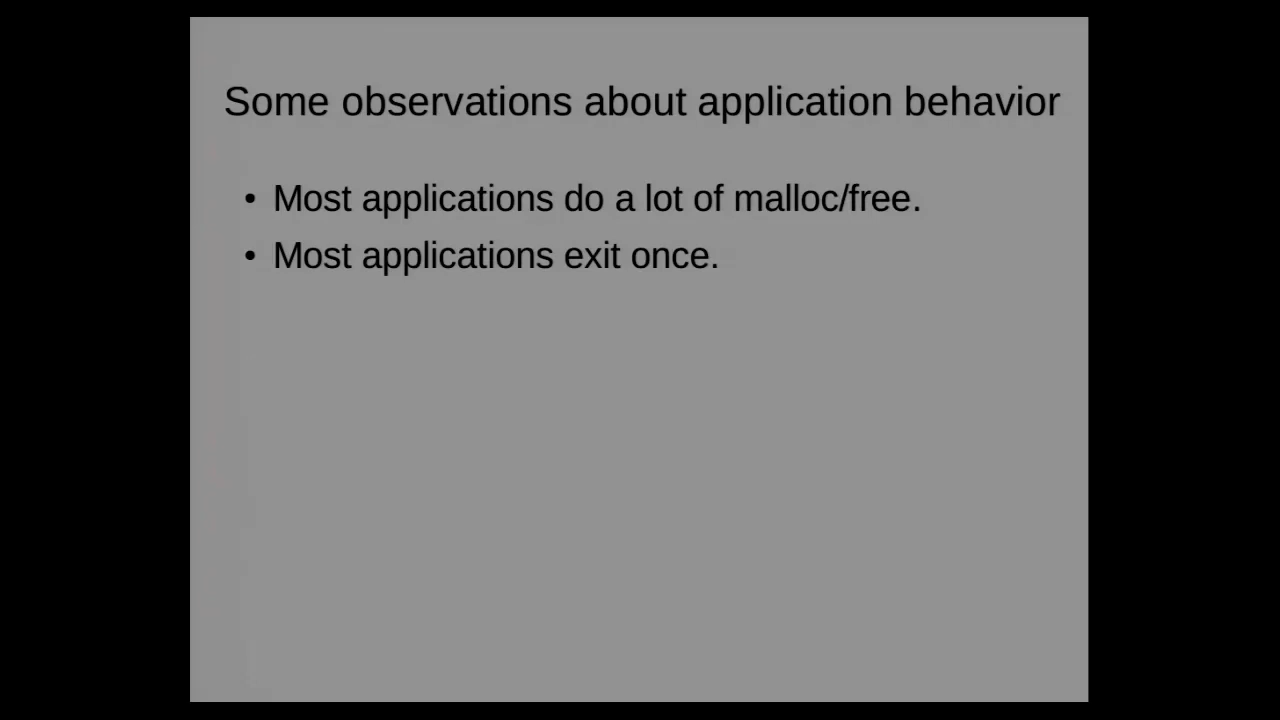 Some observations about application behavior
• Most applications do a lot of malloc/free.
• Most applications exit once.